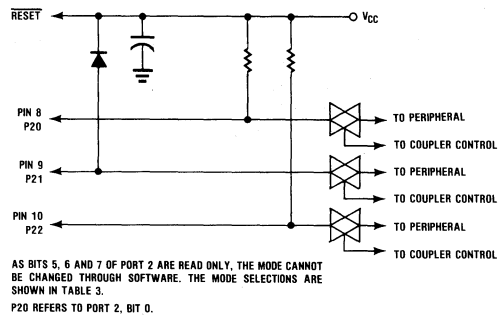 RESET
VCC
PIN 8
P20
TO PERIPHERAL
TO COUPLER CONTROL
PIN 9
P21
TO PERIPHERAL
TO COUPLER CONTROL
PIN 10
P22
TO PERIPHERAL
TO COUPLER CONTROL
AS BITS 5, 6 AND 7 OF PORT 2 ARE READ ONLY, THE MODE CANNOT
BE CHANGED THROUGH SOFTWARE. THE MODE SELECTIONS ARE
SHOWN IN TABLE 3.
P20 REFERS TO PORT 2, BIT 0.